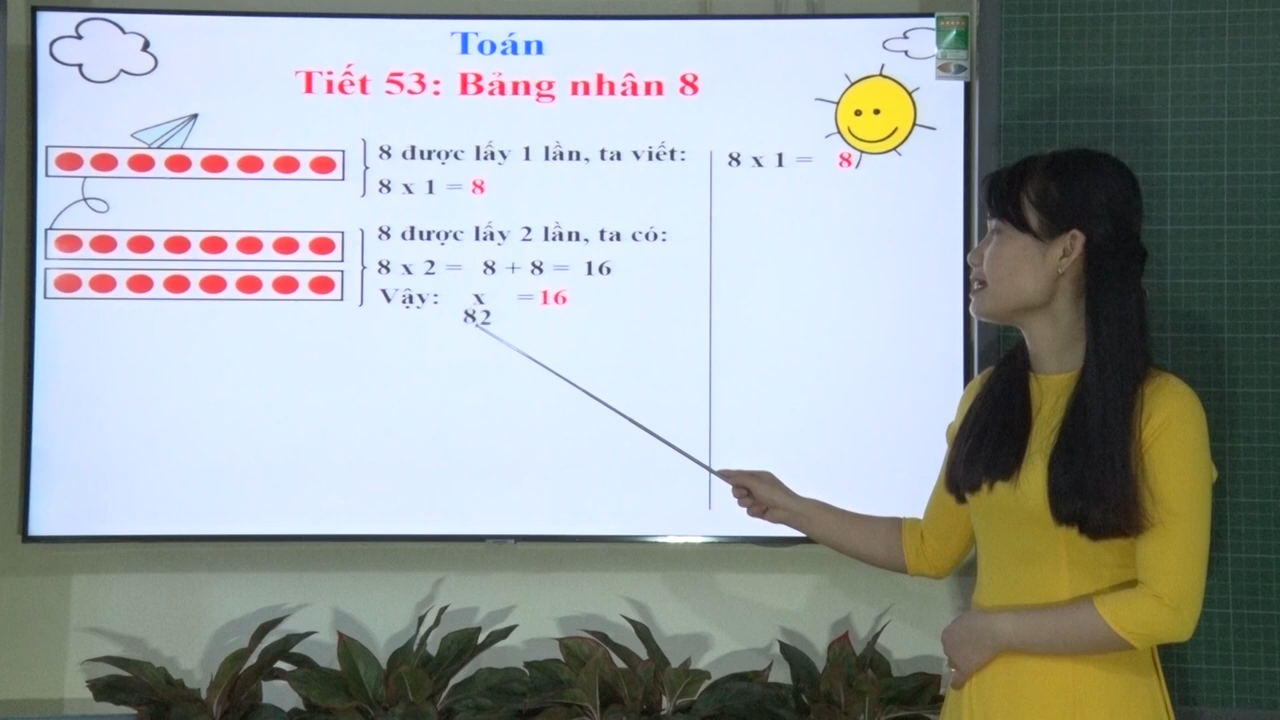 Toán
Tiết 53: Bảng nhân 8
8 được lấy 1 lần, ta viết:
8 x 1 = 8
8 được lấy 2 lần, ta có:
8 x 2 = 8 + 8 = 16
Vậy: x = 16
82
8 x 1 = 8